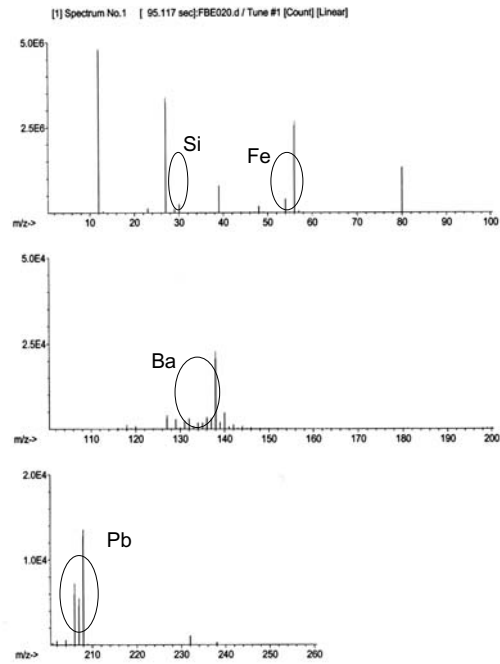 [1] Spectrum No.1 [ 95.117 sec]:FBE020.d / Tune #1 [Count] [Linear]
5.0E6
2.5E6
Si
Fe
m/z->
10 20 30 40 50 60 70 80 90 100
5.0E4
2.5E4
Ba
m/z->
110 120 130 140 150 160 170 180 190 200
2.0E4
1.0E4
Pb
m/z->
210 220 230 240 250 260